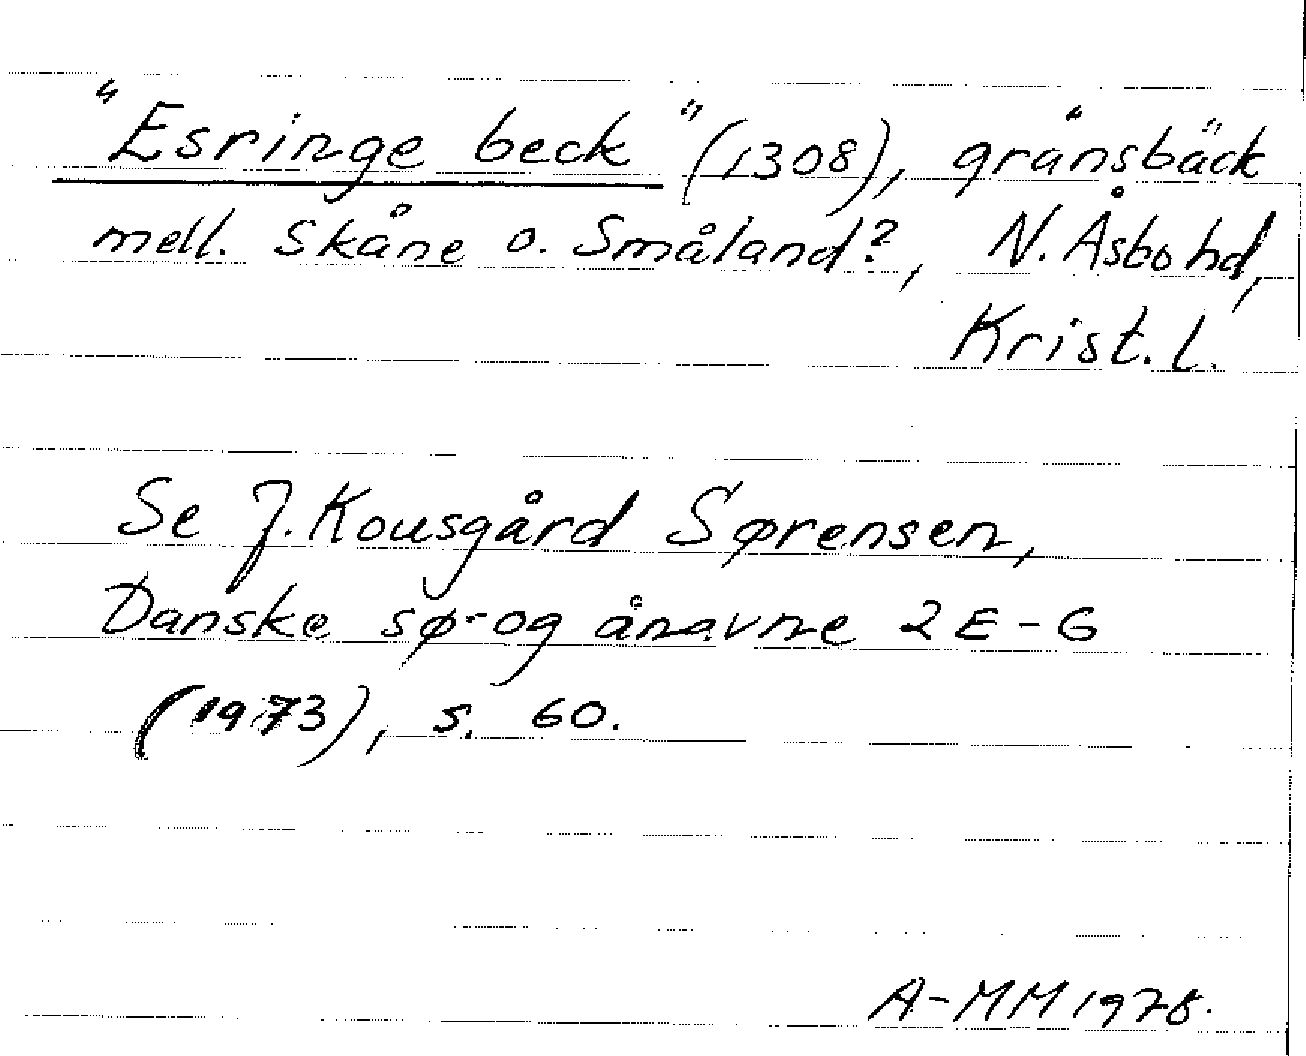 "Esringe beck" (1308), gränsbäck
mell. Skåne o. Småland?, N. Åsbo hd,
Krist. l.
Se J. Kousgård Sørensen,
Danske sø- og ånavne 2 E - G
(1973), s. 60.
A-MM 1978.